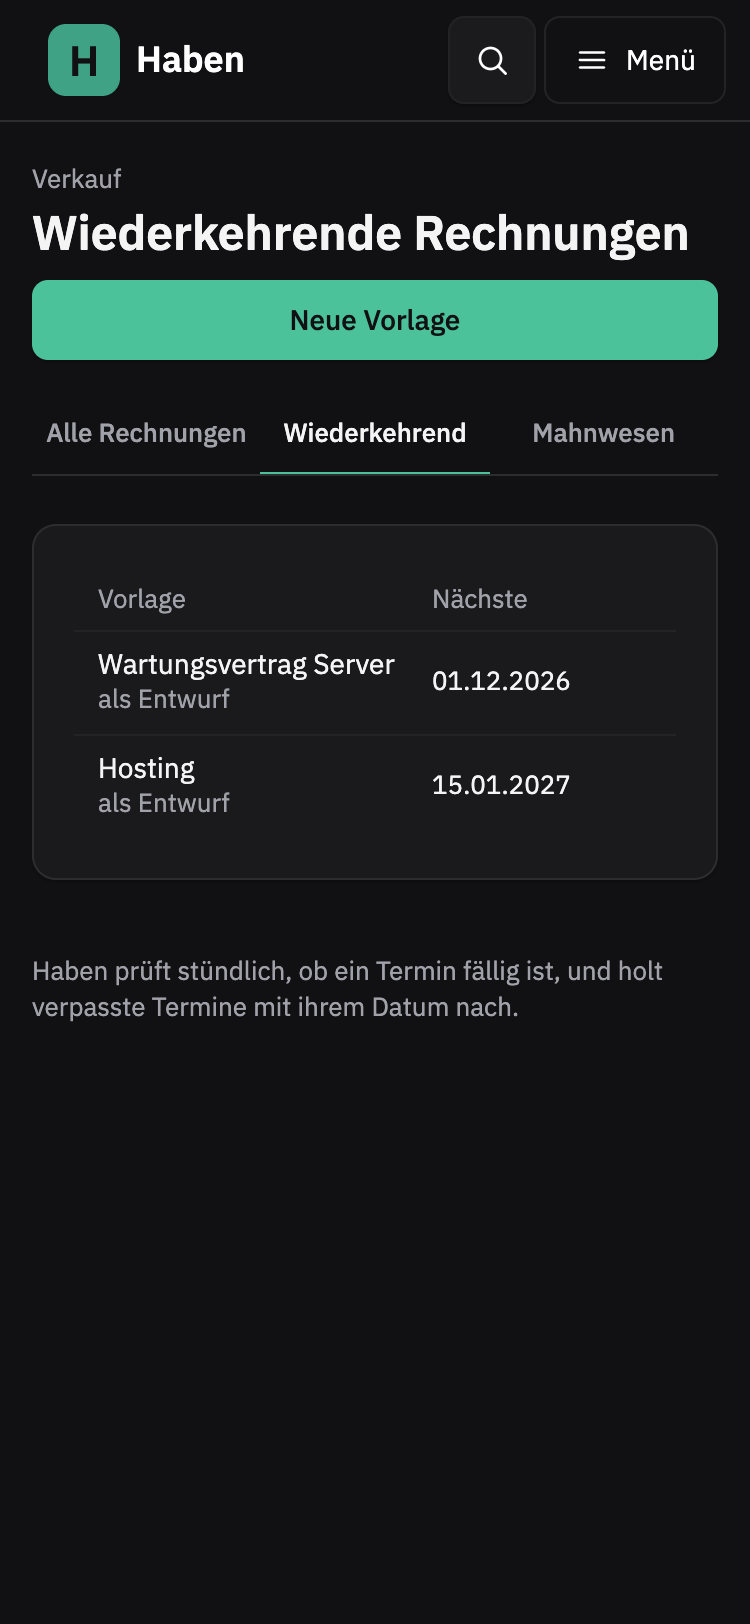 H Haben
Menü
Verkauf
Wiederkehrende Rechnungen
Neue Vorlage
Alle Rechnungen Wiederkehrend Mahnwesen
Vorlage Nächste
Wartungsvertrag Server
als Entwurf
01.12.2026
Hosting
als Entwurf
15.01.2027
Haben prüft stündlich, ob ein Termin fällig ist, und holt
verpasste Termine mit ihrem Datum nach.